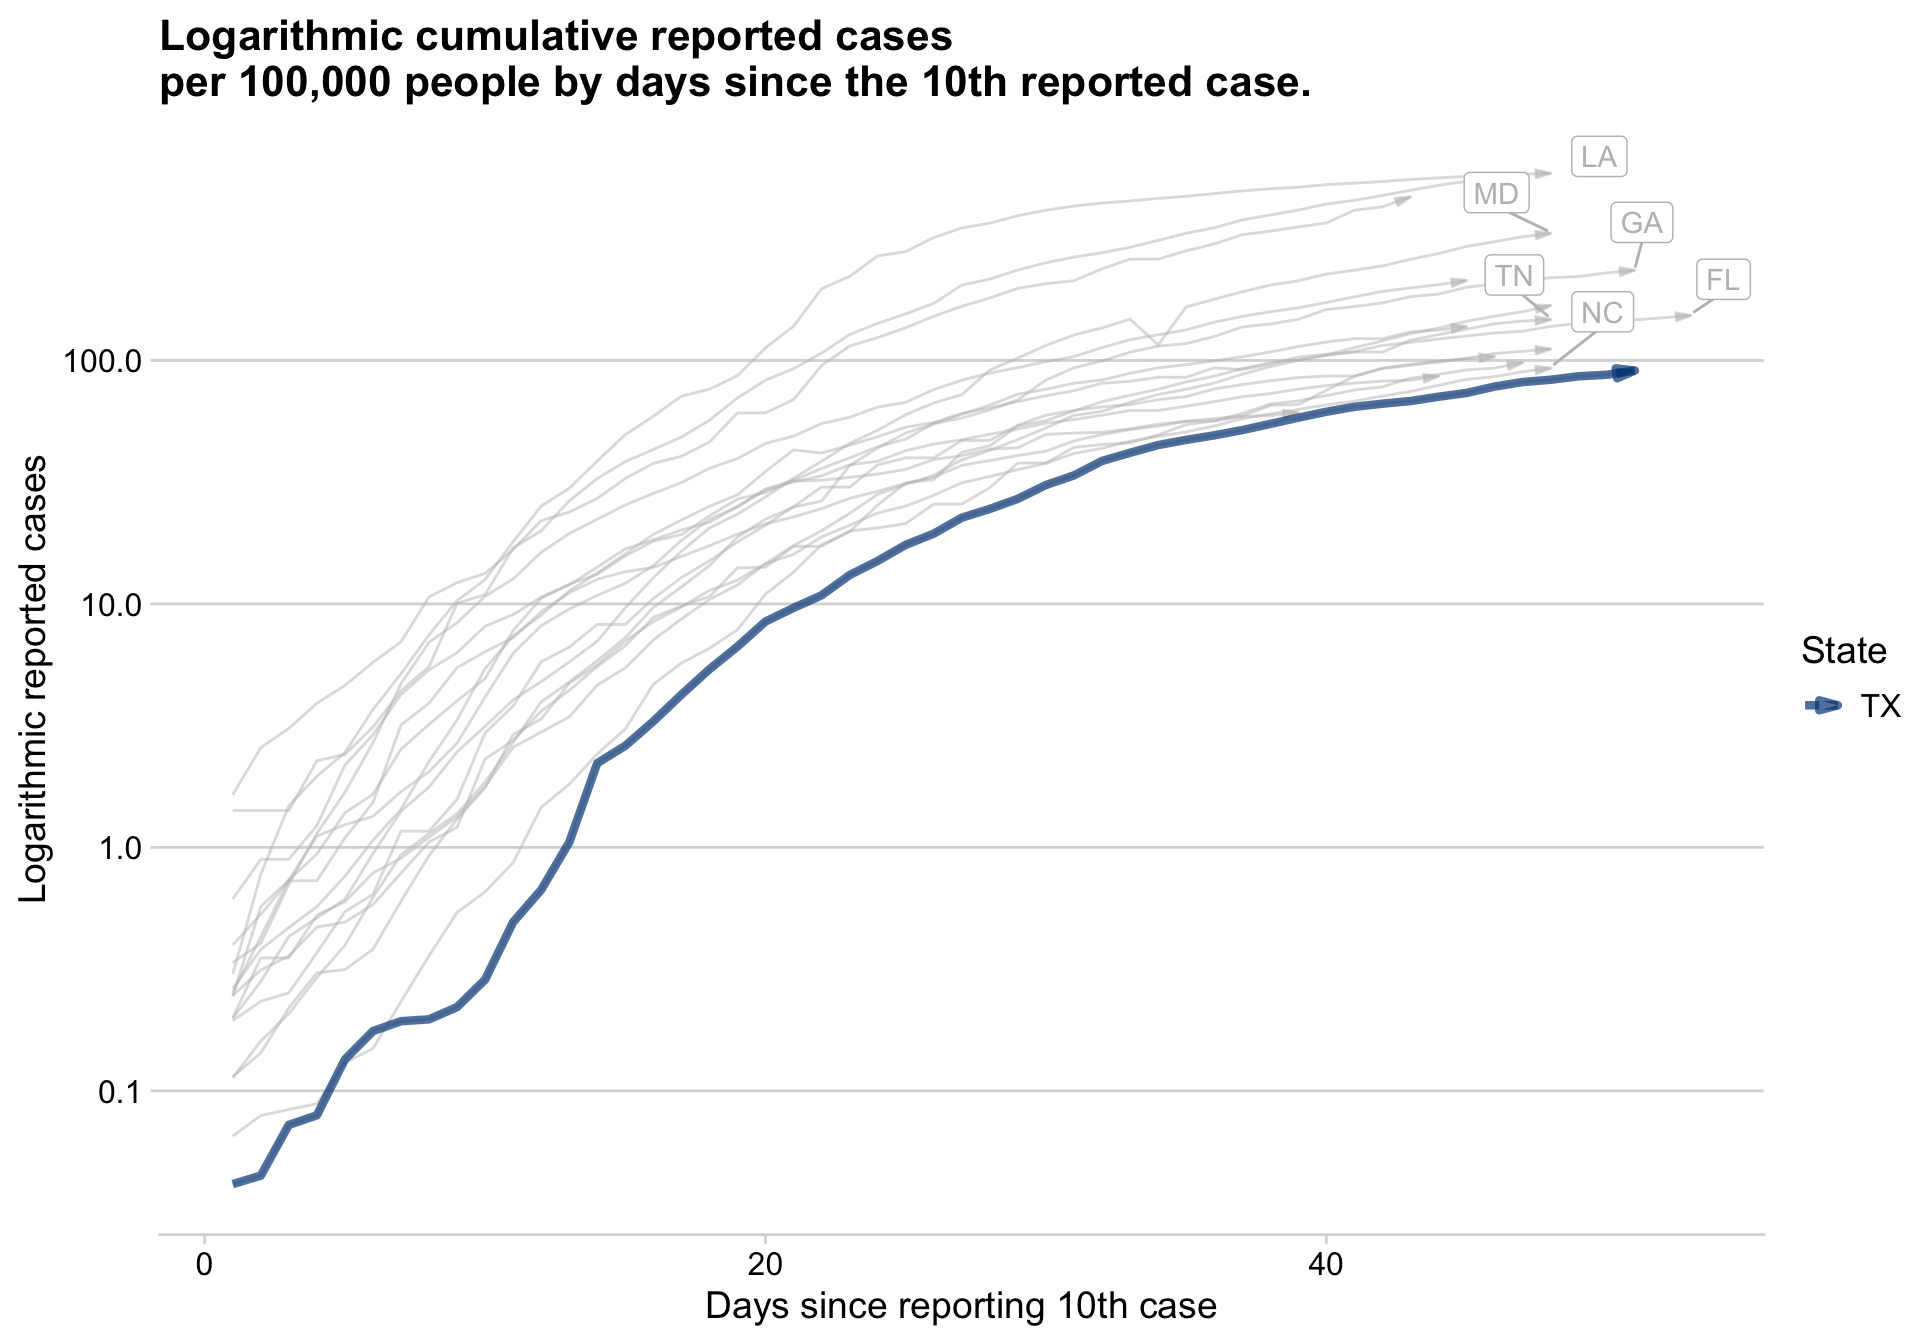 Logarithmic cumulative reported cases
per 100,000 people by days since the 10th reported case.
LA
MD
GA
TN
FL
NC
100.0
10.0
1.0
0.1
Logarithmic reported cases
State
TX
0
20
40
Days since reporting 10th case